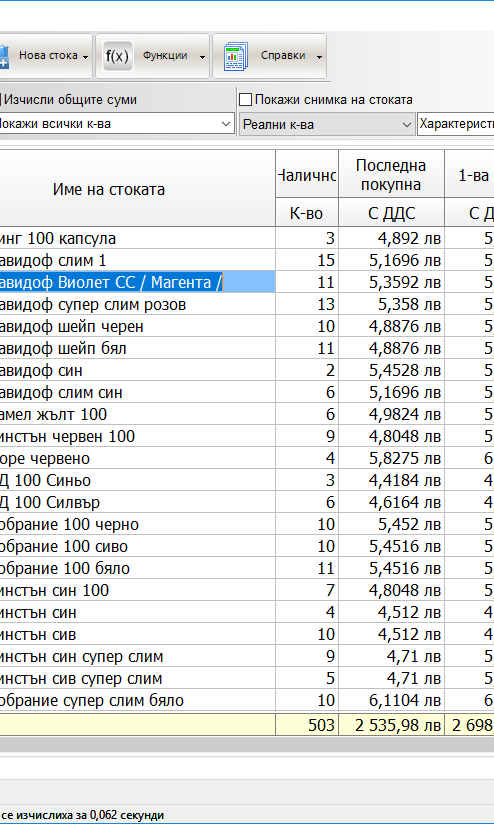 Нова стока f(x) Функции Справки
Изчисли общите суми Покажи снимка на стоката
Покажи всички к-ва Реални к-ва Характерист
Име на стоката Налично Последна покупна 1-ва
К-во С ДДС С Д
инг 100 капсула 3 4,892 лв 5
авидоф слим 1 15 5,1696 лв 5
авидоф Виолет СС / Магента / 11 5,3592 лв 5
авидоф супер слим розов 13 5,358 лв 5
авидоф шейп черен 10 4,8876 лв 5
авидоф шейп бял 11 4,8876 лв 5
авидоф син 2 5,4528 лв 5
авидоф слим син 6 5,1696 лв 5
амел жълт 100 6 4,9824 лв 5
инстън червен 100 9 4,8048 лв 5
оре червено 4 5,8275 лв 6
Д 100 Синьо 3 4,4184 лв 4
Д 100 Силвър 6 4,6164 лв 4
обрание 100 черно 10 5,452 лв 5
обрание 100 сиво 10 5,4516 лв 5
обрание 100 бяло 11 5,4516 лв 5
инстън син 100 7 4,8048 лв 5
инстън син 4 4,512 лв 4
инстън сив 10 4,512 лв 4
инстън син супер слим 9 4,71 лв 5
инстън сив супер слим 5 4,71 лв 5
обрание супер слим бяло 10 6,1104 лв 6
503 2 535,98 лв 2 698
се изчислиха за 0,062 секунди